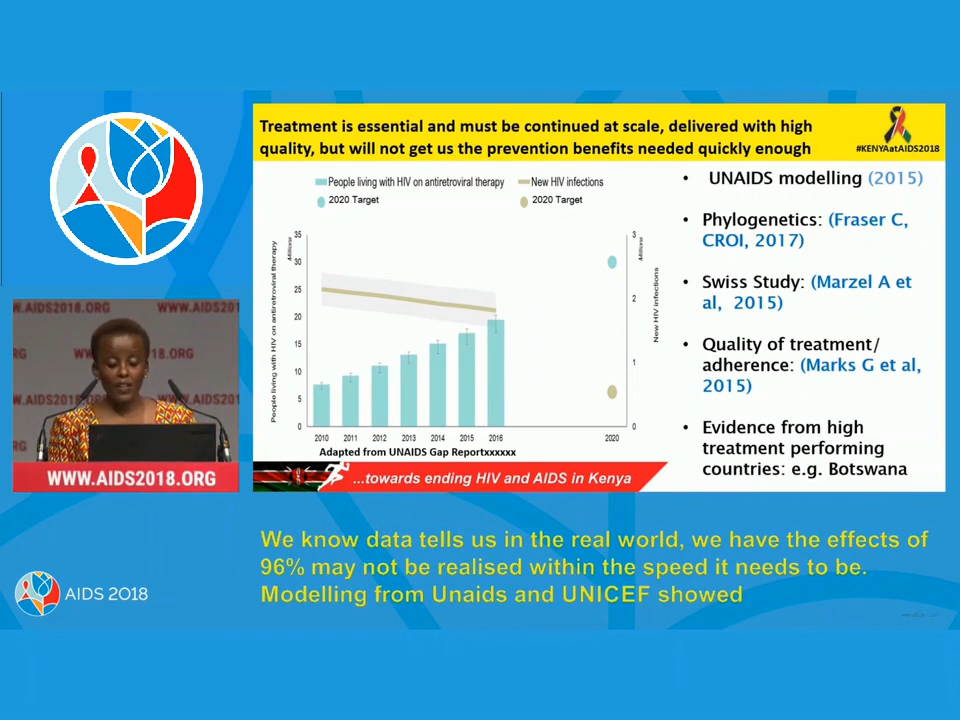 Treatment is essential and must be continued at scale, delivered with high
quality, but will not get us the prevention benefits needed quickly enough
#KENYAatAIDS2018
People living with HIV on antiretroviral therapy
New HIV infections
2020 Target
2020 Target
People living with HIV on antiretroviral therapy
Millions
35
30
25
20
15
10
5
0
2010 2011 2012 2013 2014 2015 2016 2020
3
2
1
0
Millions
New HIV infections
Adapted from UNAIDS Gap Reportxxxxxx
...towards ending HIV and AIDS in Kenya
• UNAIDS modelling (2015)
• Phylogenetics: (Fraser C,
CROI, 2017)
• Swiss Study: (Marzel A et
al, 2015)
• Quality of treatment/
adherence: (Marks G et al,
2015)
• Evidence from high
treatment performing
countries: e.g. Botswana
W.AIDS2018.ORG WWW.AIDS2018
WWW.AIDS2018.ORG
We know data tells us in the real world, we have the effects of
96% may not be realised within the speed it needs to be.
Modelling from Unaids and UNICEF showed
AIDS 2018